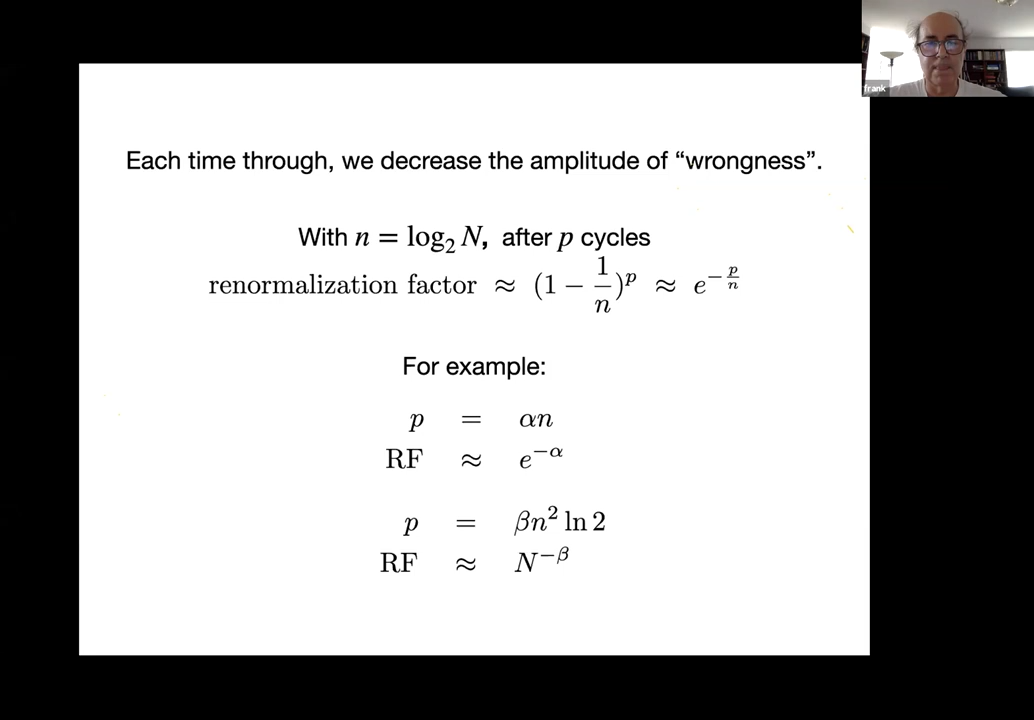 frank
Each time through, we decrease the amplitude of “wrongness”.
With n = log₂ N, after p cycles
renormalization factor ≈ (1 − 1/n)^p ≈ e^{−p/n}
For example:
p = αn
RF ≈ e^{−α}
p = βn² ln 2
RF ≈ N^{−β}